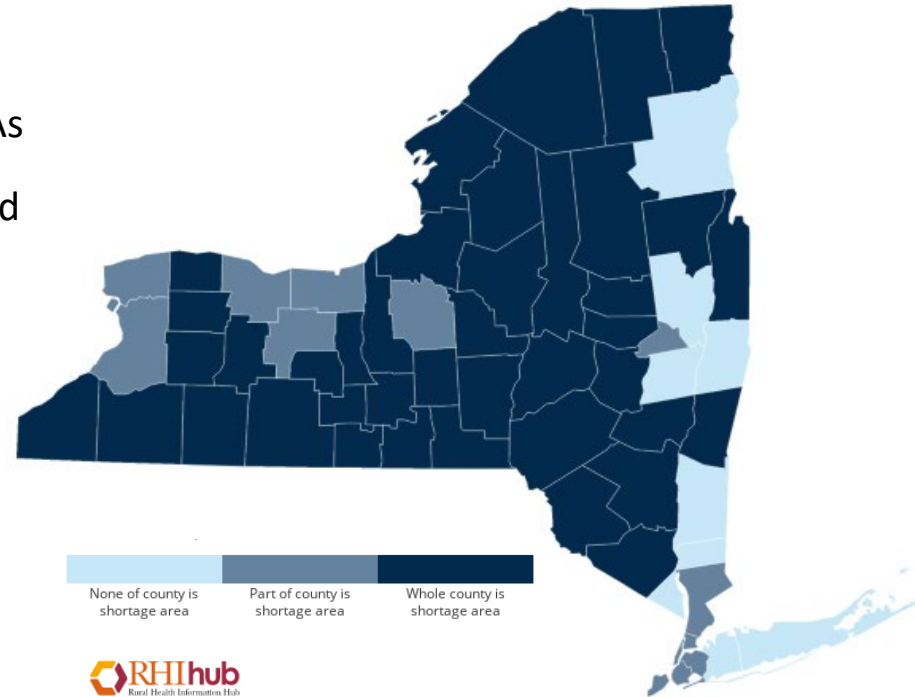 As
d
None of county is
shortage area
Part of county is
shortage area
Whole county is
shortage area
RHIhub
Rural Health Information Hub